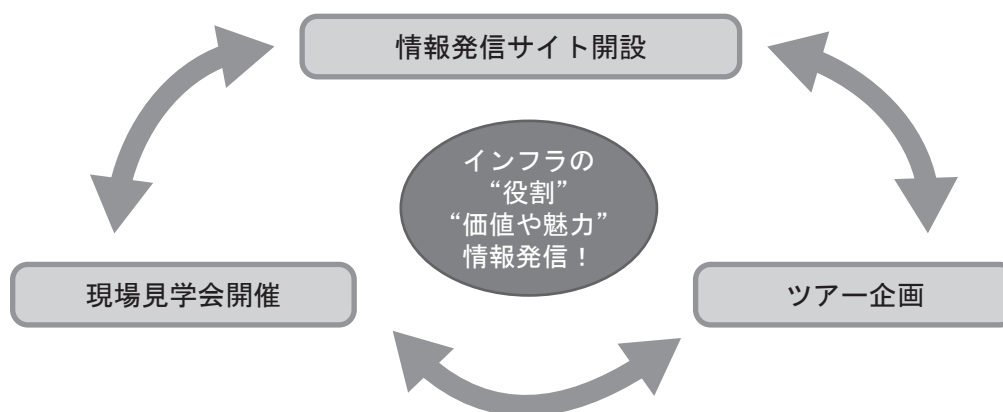 情報発信サイト開設
インフラの
“役割”
“価値や魅力”
情報発信！
現場見学会開催
ツアー企画